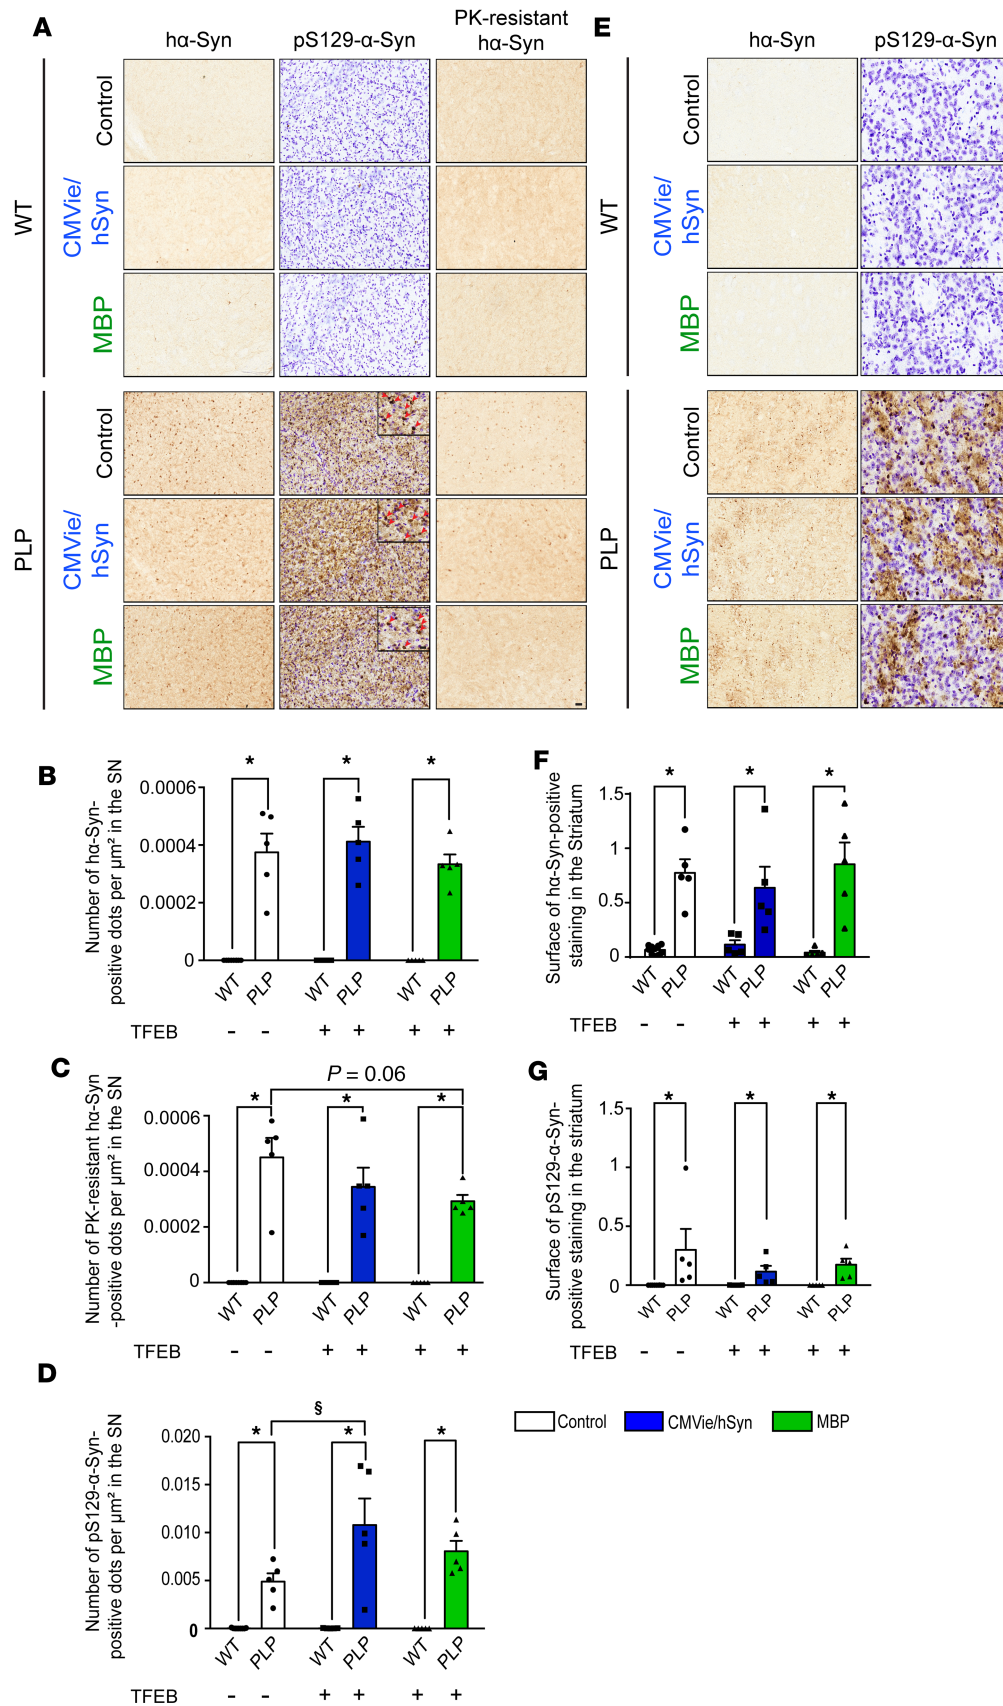 A
hα-Syn
pS129-α-Syn
PK-resistant
hα-Syn
WT
Control
CMVie/
hSyn
MBP
PLP
Control
CMVie/
hSyn
MBP
E
hα-Syn
pS129-α-Syn
WT
Control
CMVie/
hSyn
MBP
PLP
Control
CMVie/
hSyn
MBP
B
Number of hα-Syn-
positive dots per µm² in the SN
0.0006
0.0004
0.0002
0
* * *
WT PLP WT PLP WT PLP
TFEB - - + + + +
F
Surface of hα-Syn-positive
staining in the Striatum
1.5
1
0.5
0
* * *
WT PLP WT PLP WT PLP
TFEB - - + + + +
C
Number of PK-resistant hα-Syn
-positive dots per µm² in the SN
P = 0.06
0.0006
0.0004
0.0002
0
* * *
WT PLP WT PLP WT PLP
TFEB - - + + + +
G
Surface of pS129-α-Syn-
positive staining in the striatum
1.5
1
0.5
0
* * *
WT PLP WT PLP WT PLP
TFEB - - + + + +
D
Number of pS129-α-Syn-
positive dots per µm² in the SN
§
0.020
0.015
0.010
0.005
0
* * *
WT PLP WT PLP WT PLP
TFEB - - + + + +
Control CMVie/hSyn MBP